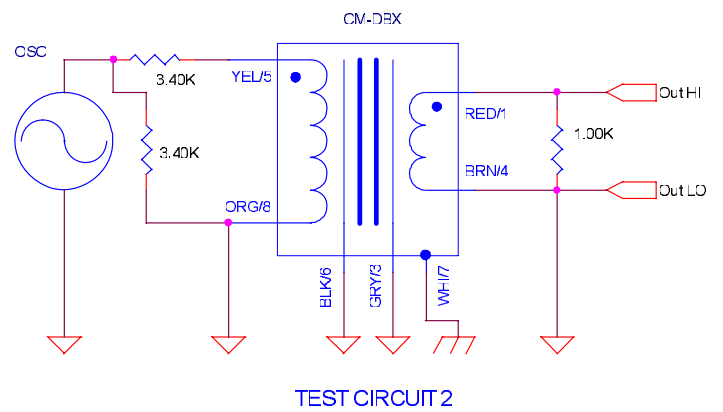 CM-DBX
OSC
YEL/5
3.40K
RED/1
Out HI
1.00K
3.40K
BRN/4
Out LO
ORG/8
BLK/6
GRY/3
WHI/7
TEST CIRCUIT 2